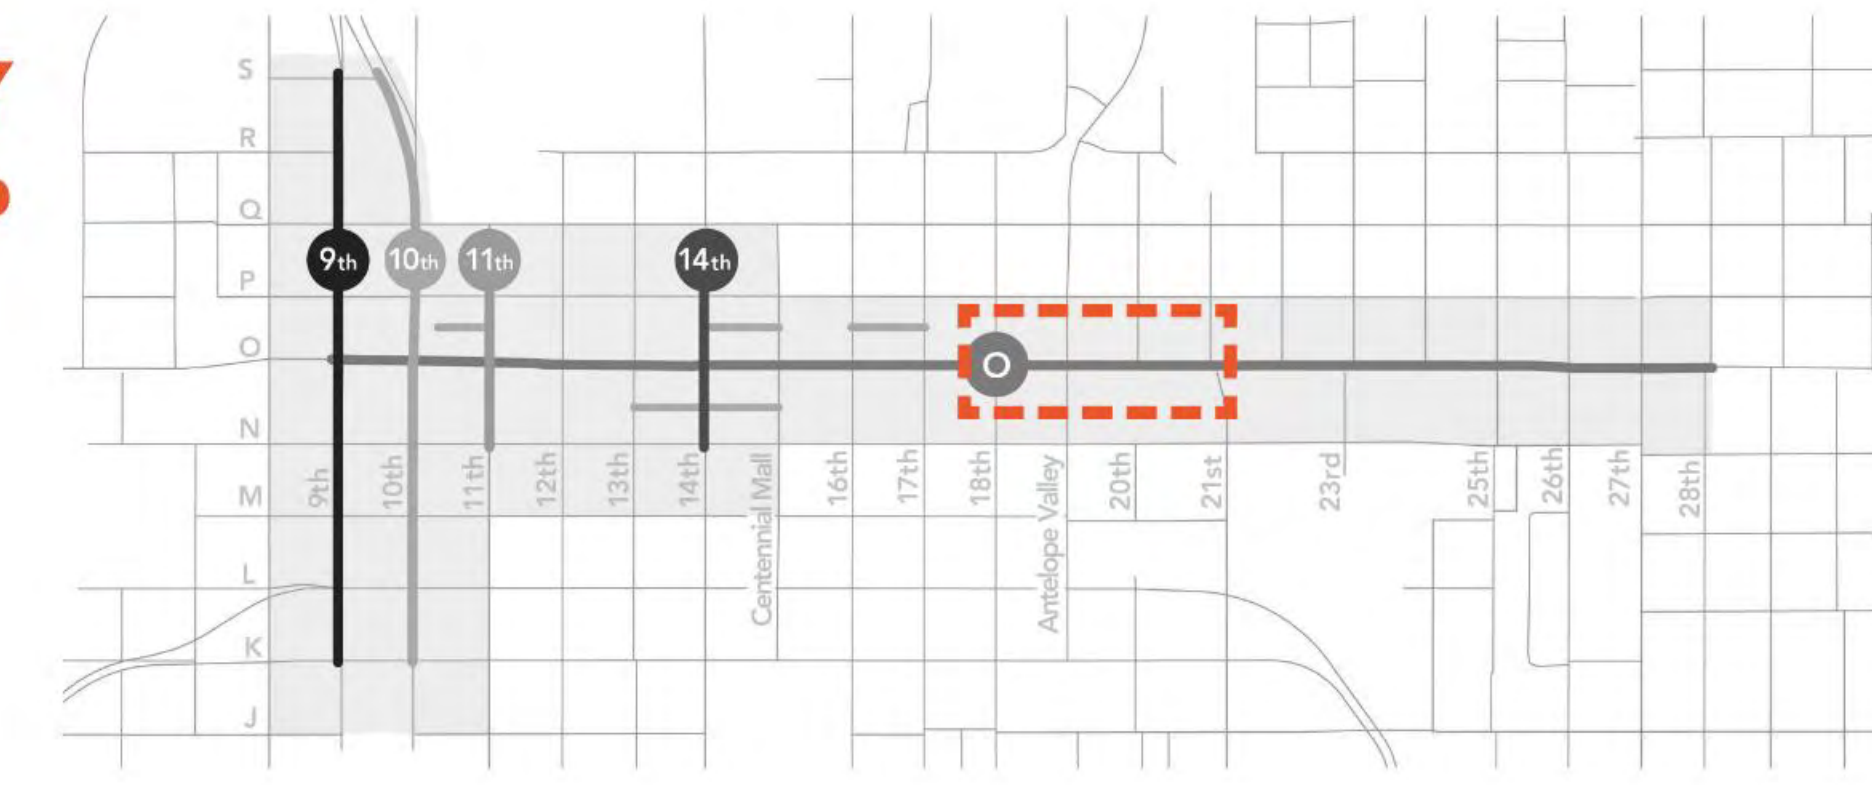 S
R
Q
9th 10th 11th 14th
P
O
O
N
9th 10th 11th 12th 13th 14th Centennial Mall 16th 17th 18th Antelope Valley 20th 21st 23rd 25th 26th 27th 28th
M
L
K
J